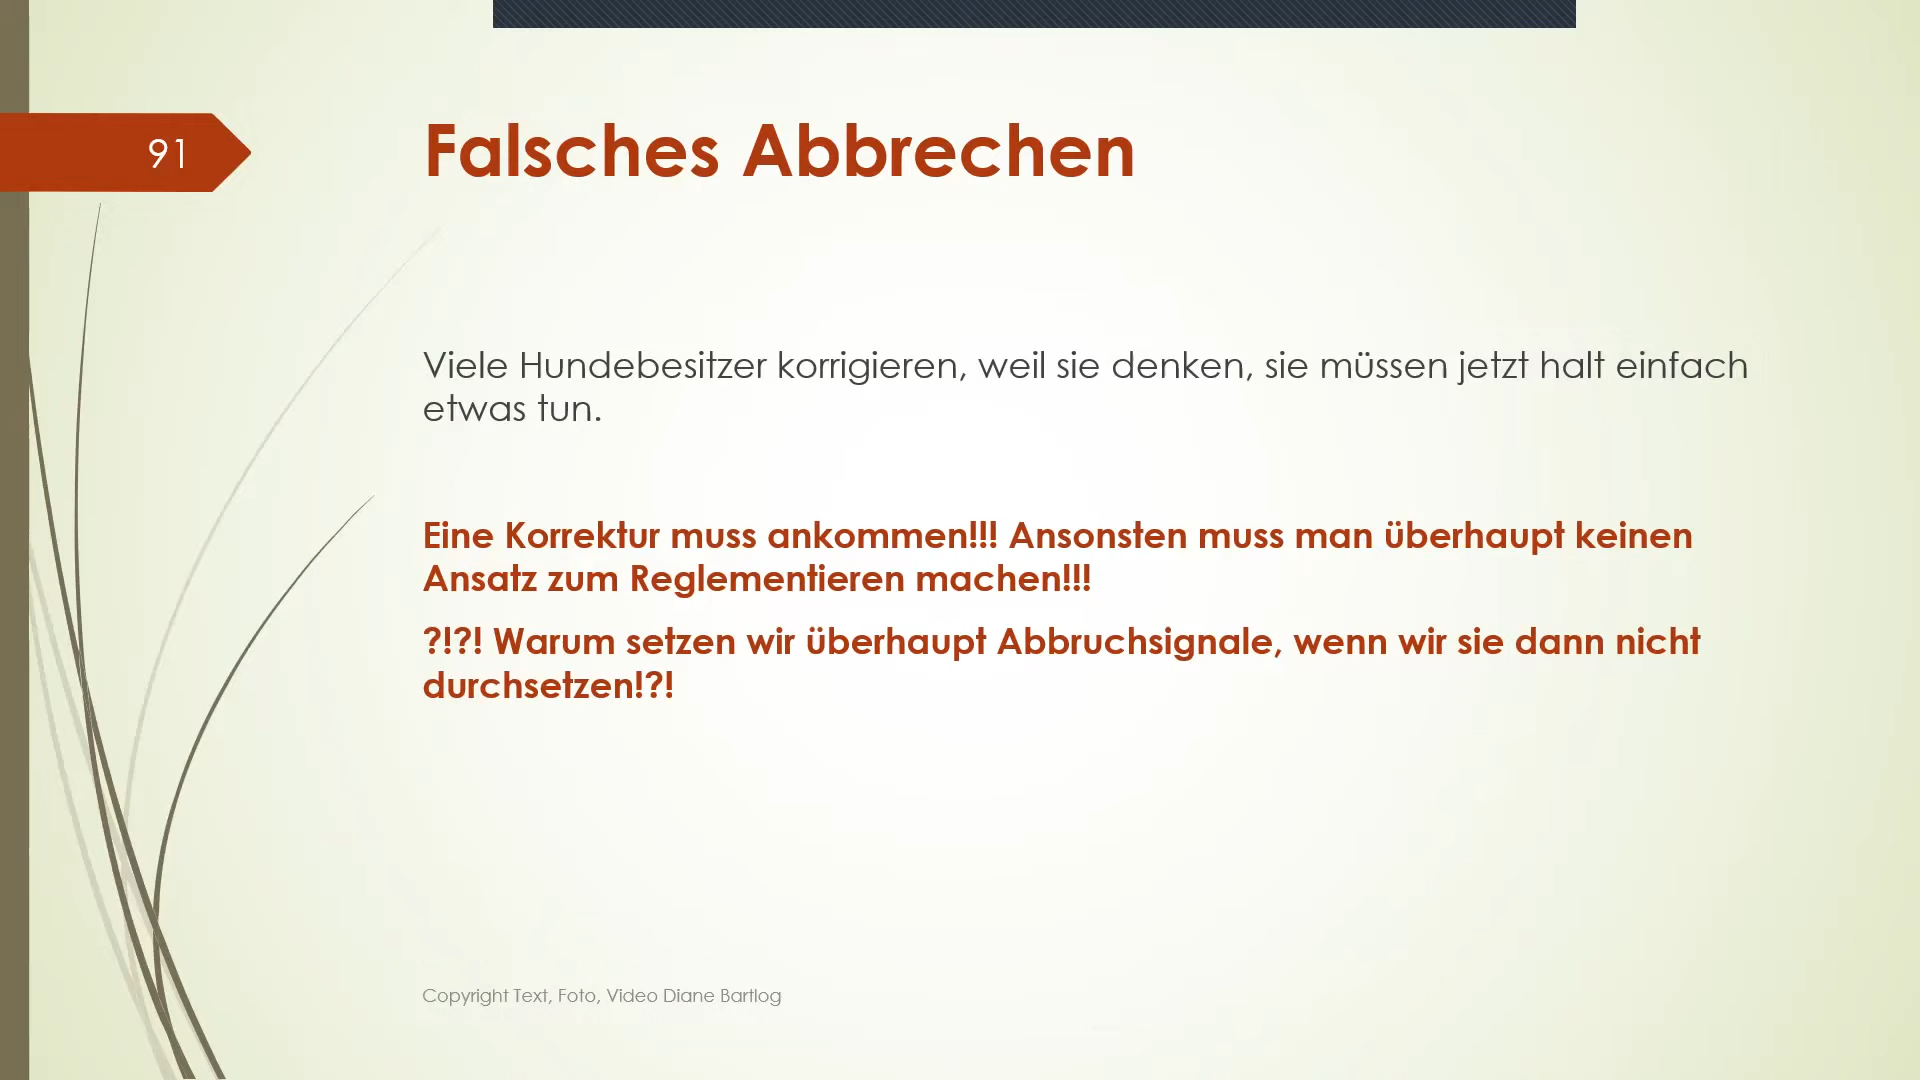 91
Falsches Abbrechen
Viele Hundebesitzer korrigieren, weil sie denken, sie müssen jetzt halt einfach
etwas tun.
Eine Korrektur muss ankommen!!! Ansonsten muss man überhaupt keinen
Ansatz zum Reglementieren machen!!!
?!?! Warum setzen wir überhaupt Abbruchsignale, wenn wir sie dann nicht
durchsetzen!?!
Copyright Text, Foto, Video Diane Bartlog